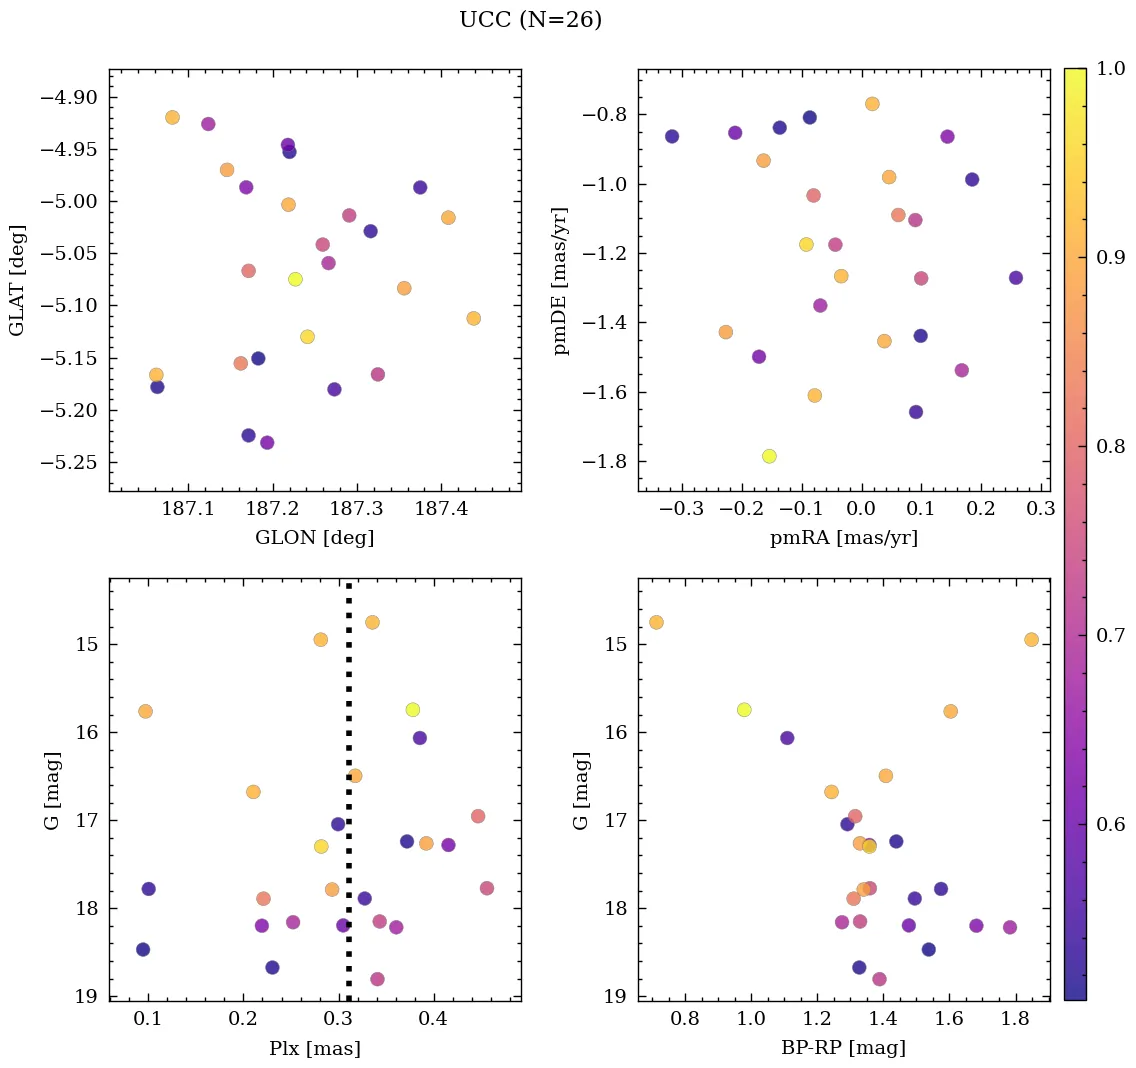 UCC (N=26)
−4.90
−4.95
−5.00
−5.05
−5.10
−5.15
−5.20
−5.25
GLAT [deg]
187.1 187.2 187.3 187.4
GLON [deg]
−0.8
−1.0
−1.2
−1.4
−1.6
−1.8
pmDE [mas/yr]
−0.3 −0.2 −0.1 0.0 0.1 0.2 0.3
pmRA [mas/yr]
1.0
0.9
0.8
0.7
0.6
15
16
17
18
19
G [mag]
0.1 0.2 0.3 0.4
Plx [mas]
15
16
17
18
19
G [mag]
0.8 1.0 1.2 1.4 1.6 1.8
BP-RP [mag]